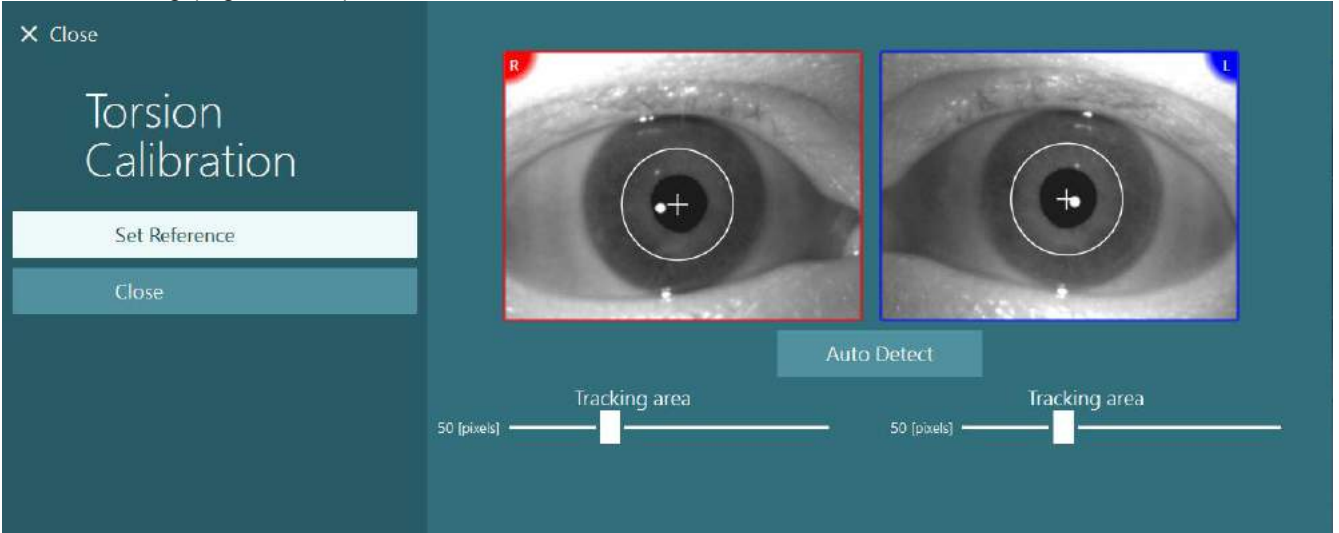 × Close
Torsion
Calibration
Set Reference
Close
R
L
Auto Detect
Tracking area
50 [pixels]
Tracking area
50 [pixels]